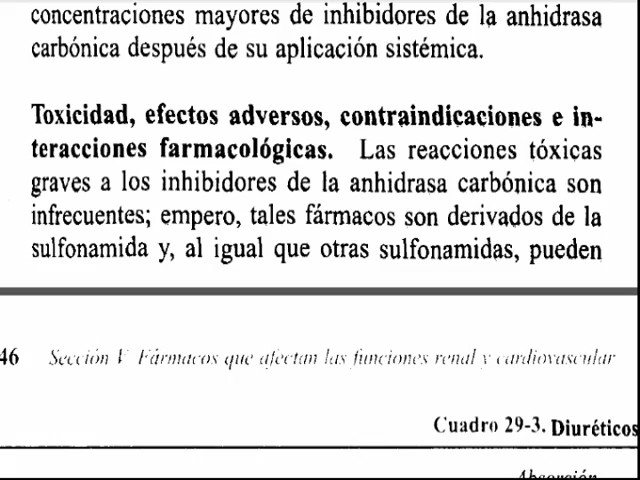 concentraciones mayores de inhibidores de la anhidrasa
carbónica después de su aplicación sistémica.
Toxicidad, efectos adversos, contraindicaciones e in-
teracciones farmacológicas. Las reacciones tóxicas
graves a los inhibidores de la anhidrasa carbónica son
infrecuentes; empero, tales fármacos son derivados de la
sulfonamida y, al igual que otras sulfonamidas, pueden
46 Sección V Fármacos que afectan las funciones renal y cardiovascular
Cuadro 29-3. Diuréticos
Absorción